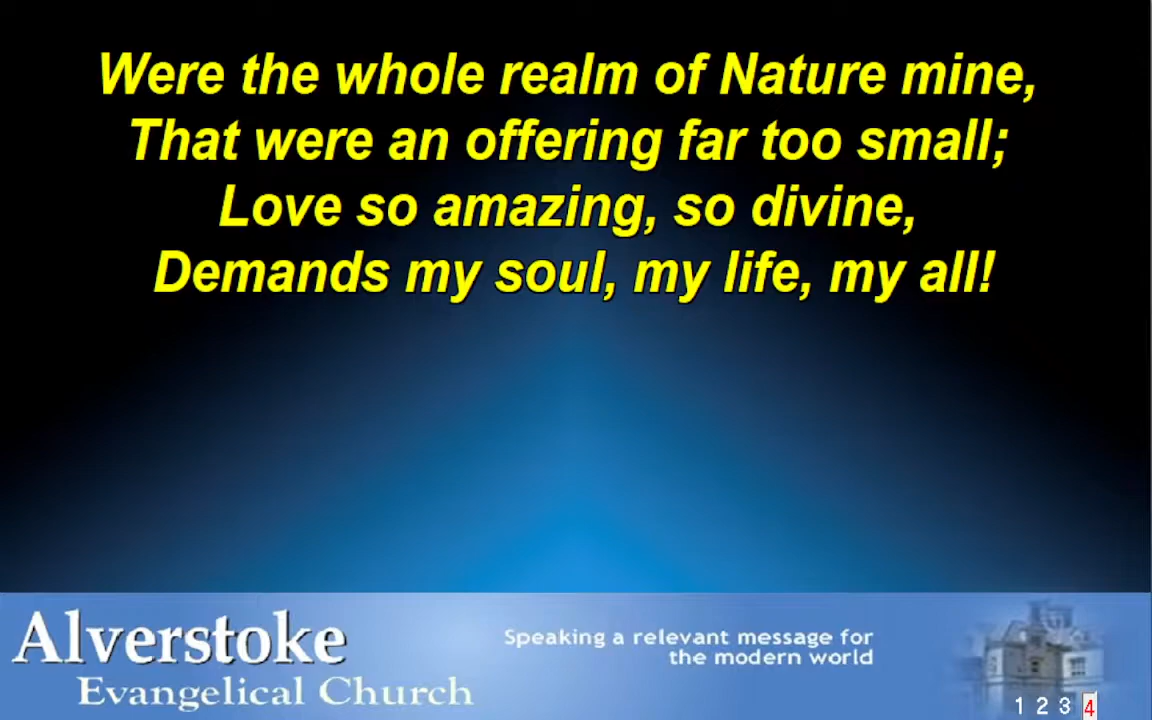 Were the whole realm of Nature mine,
That were an offering far too small;
Love so amazing, so divine,
Demands my soul, my life, my all!
Alverstoke
Evangelical Church
Speaking a relevant message for
the modern world
1 2 3 4